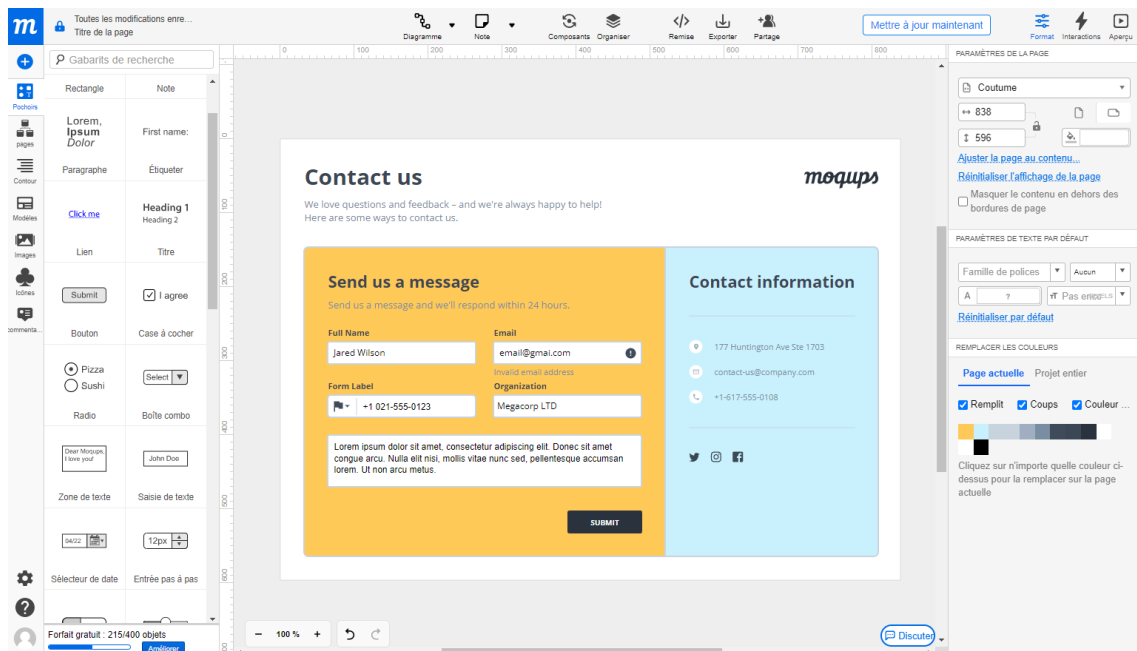 m
Toutes les modifications enre...
Titre de la page
Diagramme
Note
Composants
Organiser
Remise
Exporter
Partage
Mettre à jour maintenant
Format
Interactions
Aperçu
Gabarits de recherche
Pochoirs
pages
Contour
Modèles
Images
Icônes
Rectangle
Note
Lorem,
Ipsum
Dolor
First name:
Paragraphe
Étiqueter
Click me
Heading 1
Heading 2
Lien
Titre
Submit
I agree
Bouton
Case à cocher
Pizza
Sushi
Select
Radio
Boîte combo
Dear Moqups,
I love you!
John Doe
Zone de texte
Saisie de texte
04/22
12px
Sélecteur de date
Entrée pas à pas
Forfait gratuit : 215/400 objets
Améliorer
0 100 200 300 400 500 600 700 800
0
100
200
300
400
500
600
Contact us
moqups
We love questions and feedback – and we're always happy to help!
Here are some ways to contact us.
Send us a message
Send us a message and we'll respond within 24 hours.
Full Name
Email
Jared Wilson
email@gmai.com
Invalid email address
Form Label
Organization
+1 021-555-0123
Megacorp LTD
Lorem ipsum dolor sit amet, consectetur adipiscing elit. Donec sit amet
congue arcu. Nulla elit nisi, mollis vitae nunc sed, pellentesque accumsan
lorem. Ut non arcu metus.
SUBMIT
Contact information
177 Huntington Ave Ste 1703
contact-us@company.com
+1-617-555-0108
− 100 % +
Discuter
PARAMÈTRES DE LA PAGE
Coutume
838
596
Ajuster la page au contenu...
Réinitialiser l'affichage de la page
Masquer le contenu en dehors des
bordures de page
PARAMÈTRES DE TEXTE PAR DÉFAUT
Famille de polices
Aucun
A ?
Pas enco
Réinitialiser par défaut
REMPLACER LES COULEURS
Page actuelle
Projet entier
Remplit
Coups
Couleur ...
Cliquez sur n'importe quelle couleur ci-
dessus pour la remplacer sur la page
actuelle